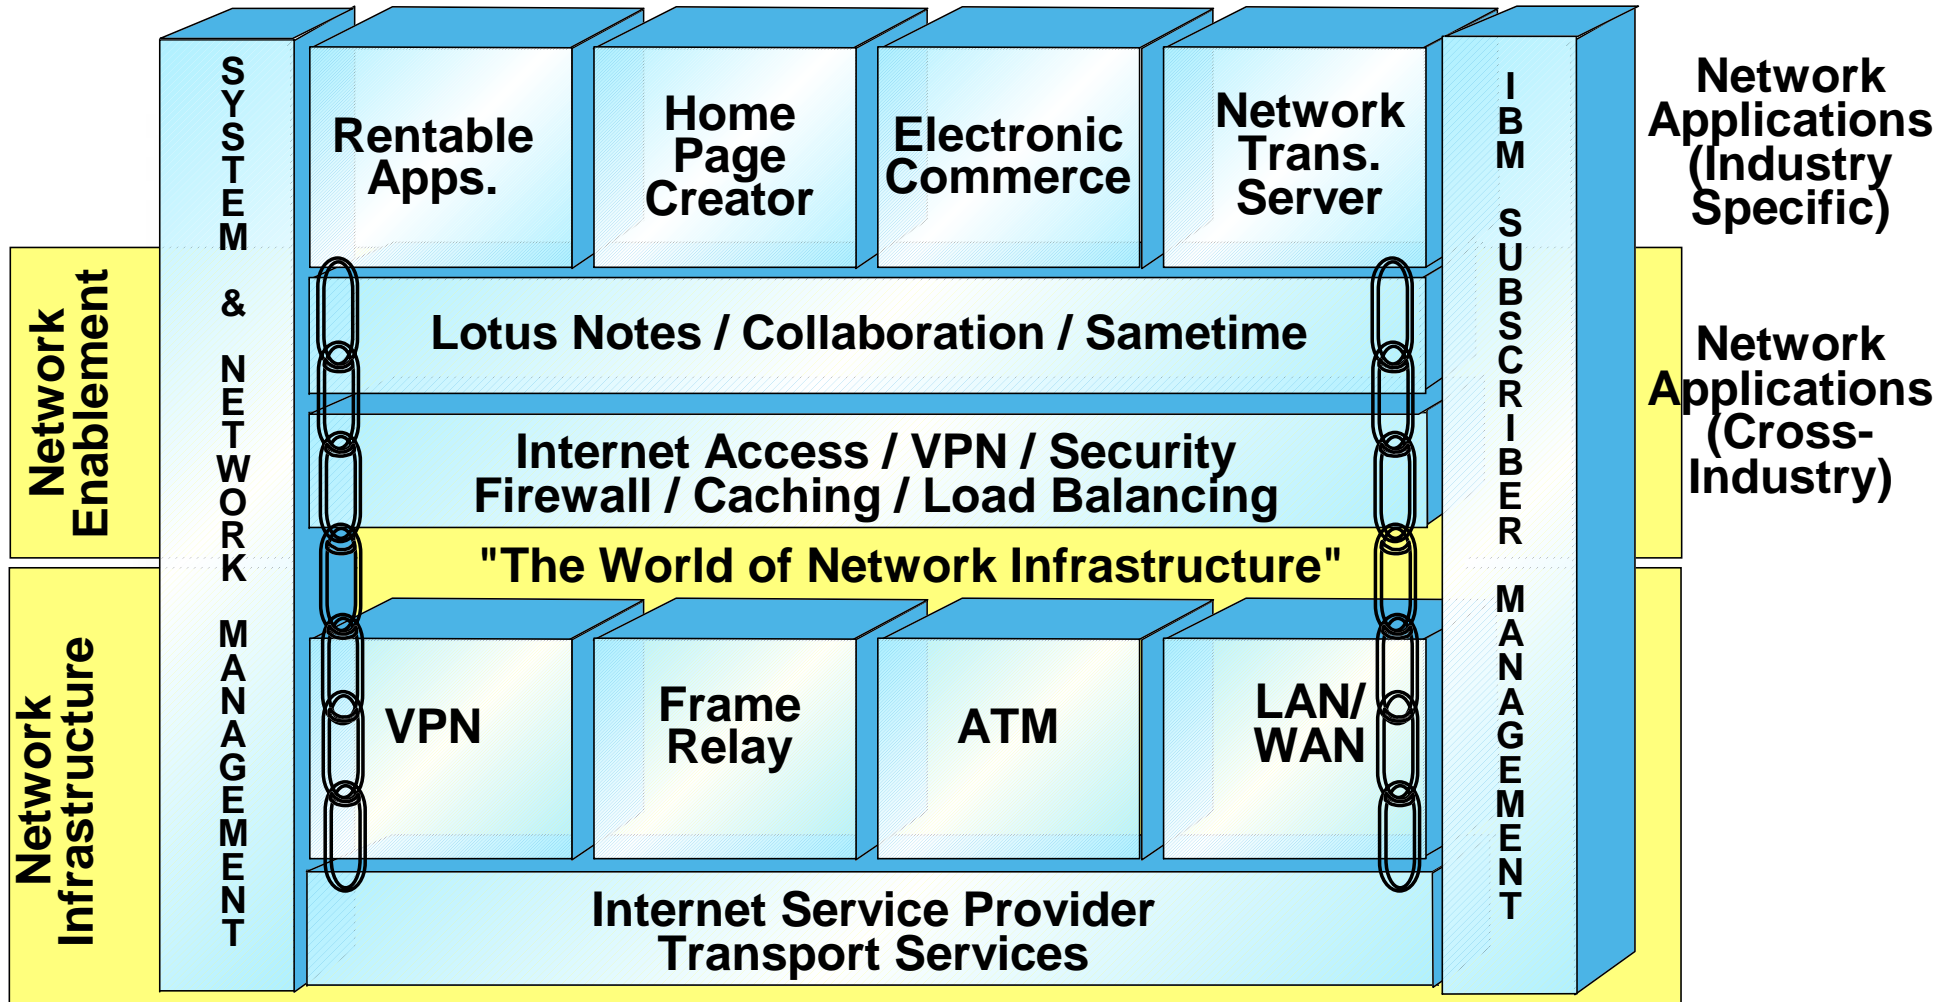 SYSTEM & NETWORK MANAGEMENT
Rentable
Apps.
Home
Page
Creator
Electronic
Commerce
Network
Trans.
Server
IBM SUBSCRIBER MANAGEMENT
Network
Applications
(Industry
Specific)
Network
Enablement
Lotus Notes / Collaboration / Sametime
Network
Applications
(Cross-
Industry)
Internet Access / VPN / Security
Firewall / Caching / Load Balancing
"The World of Network Infrastructure"
Network
Infrastructure
VPN
Frame
Relay
ATM
LAN/
WAN
Internet Service Provider
Transport Services